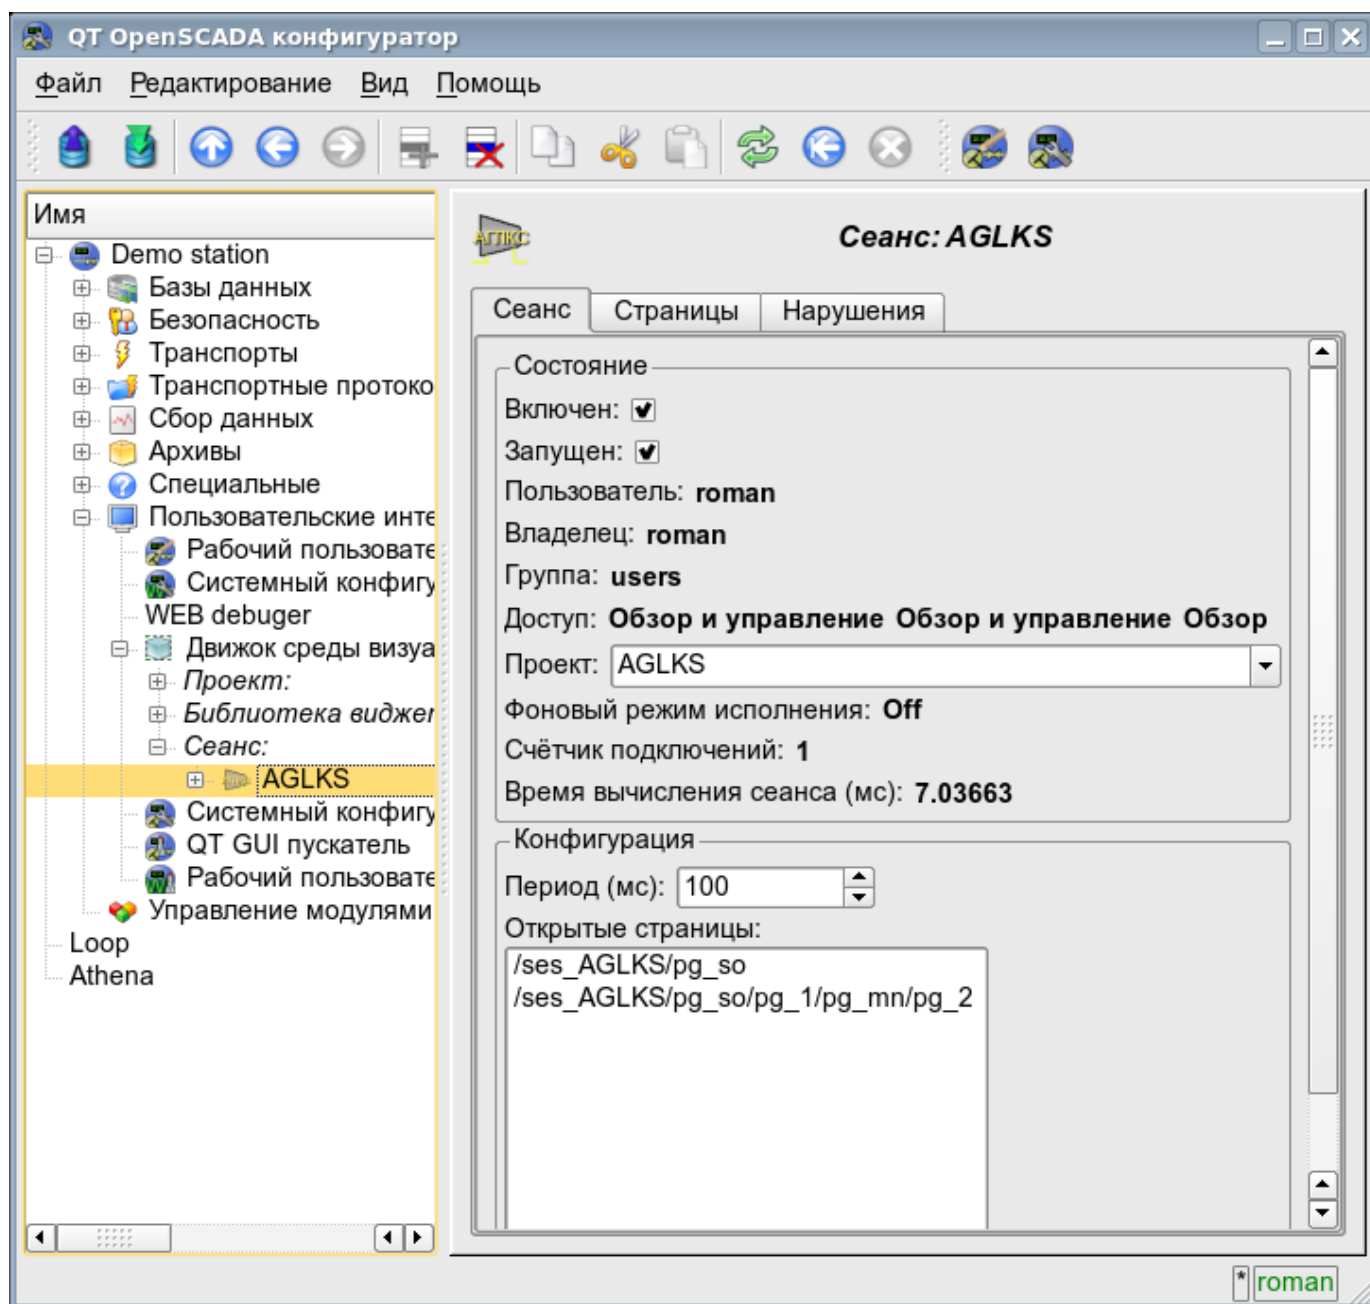 QT OpenSCADA конфигуратор
Файл Редактирование Вид Помощь
Имя
Demo station
Базы данных
Безопасность
Транспорты
Транспортные протоко
Сбор данных
Архивы
Специальные
Пользовательские инте
Рабочий пользовате
Системный конфигу
WEB debuger
Движок среды визуа
Проект:
Библиотека виджет
Сеанс:
AGLKS
Системный конфигу
QT GUI пускатель
Рабочий пользовате
Управление модулями
Loop
Athena
АГЛКС
Сеанс: AGLKS
Сеанс Страницы Нарушения
Состояние
Включен:
Запущен:
Пользователь: roman
Владелец: roman
Группа: users
Доступ: Обзор и управление Обзор и управление Обзор
Проект: AGLKS
Фоновый режим исполнения: Off
Счётчик подключений: 1
Время вычисления сеанса (мс): 7.03663
Конфигурация
Период (мс): 100
Открытые страницы:
/ses_AGLKS/pg_so
/ses_AGLKS/pg_so/pg_1/pg_mn/pg_2
* roman